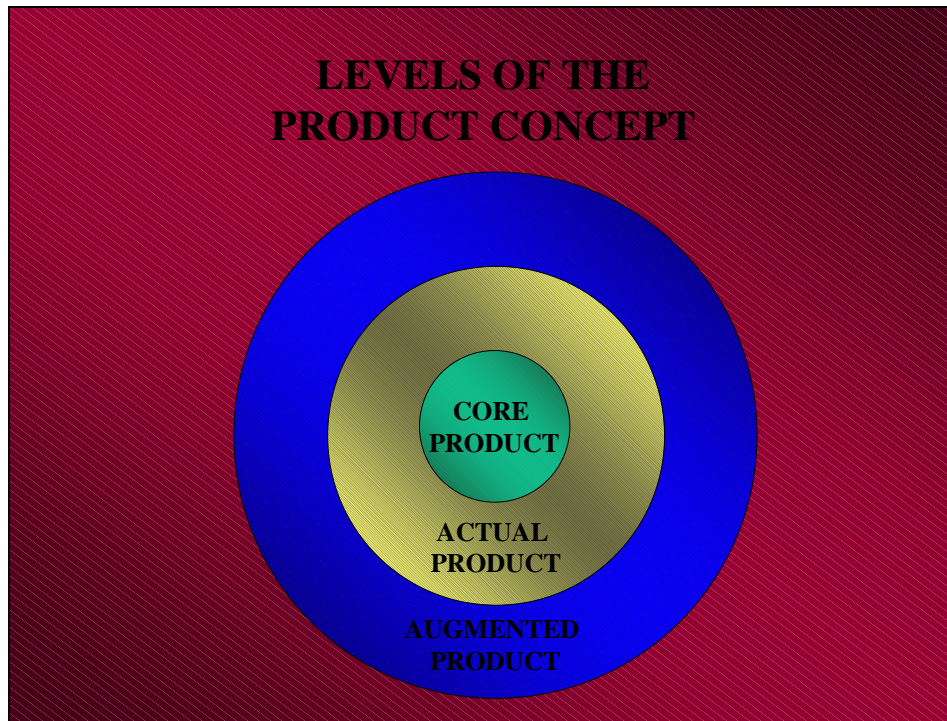 LEVELS OF THE
PRODUCT CONCEPT
CORE
PRODUCT
ACTUAL
PRODUCT
AUGMENTED
PRODUCT